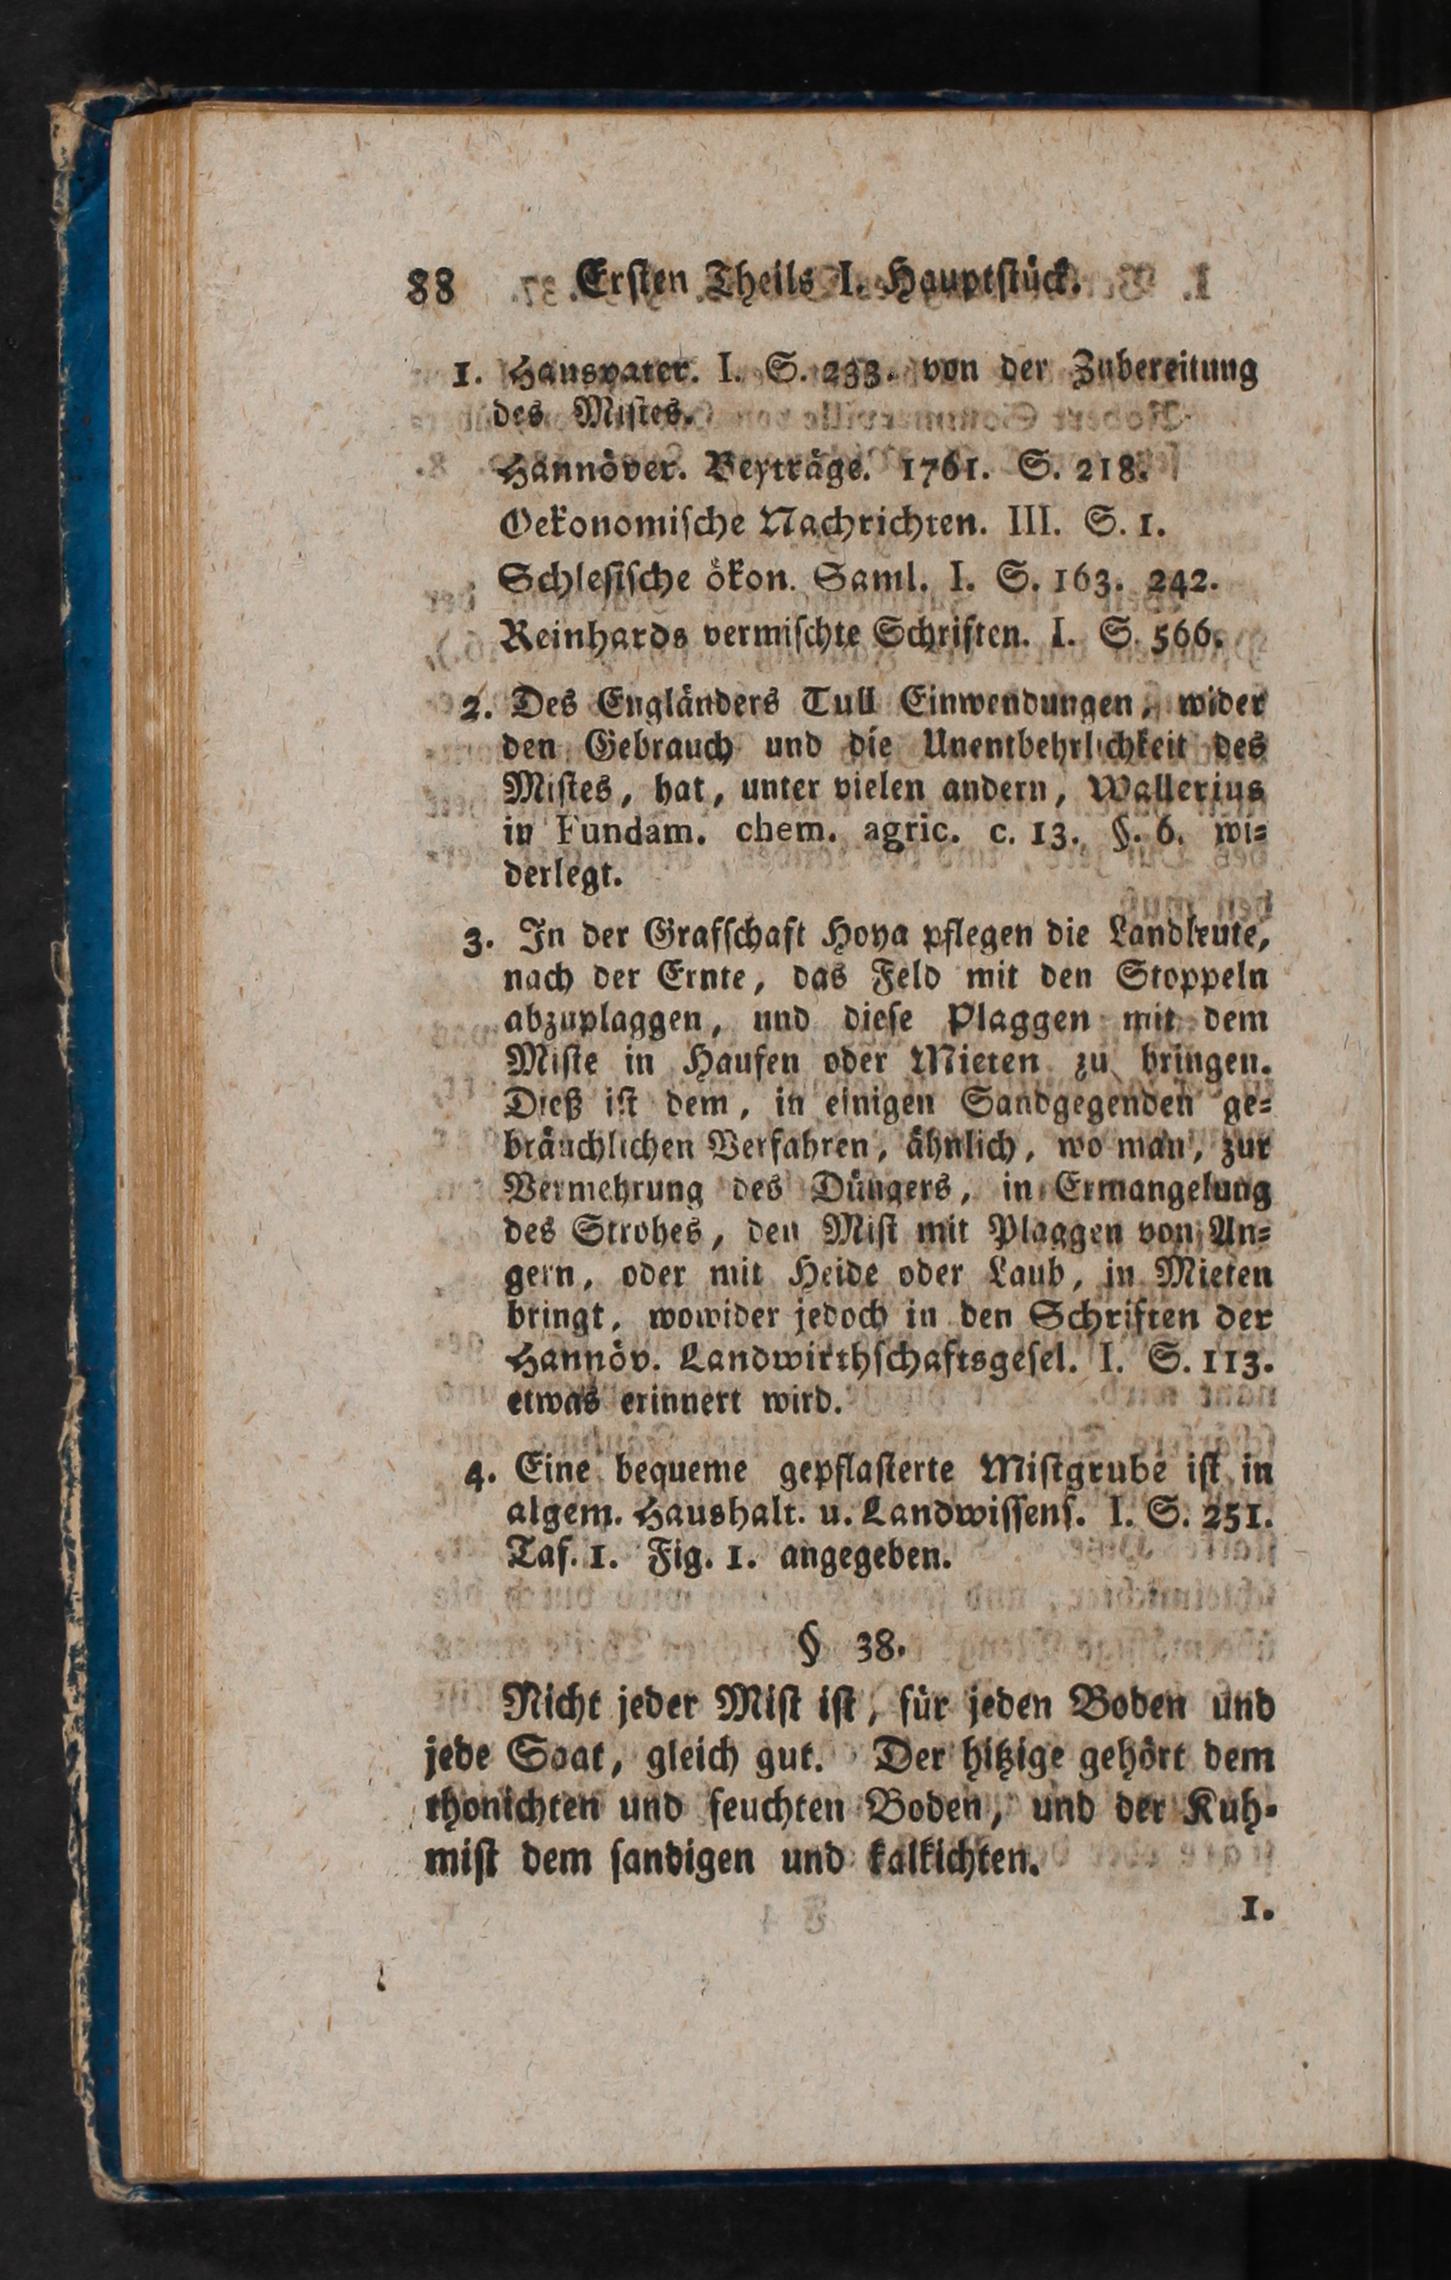 88 Ersten Theils I. Hauptstück.
1. Hausvater. I. S. 233. von der Zubereitung
des Mistes.
Hannöver. Beyträge. 1761. S. 218.
Oekonomische Nachrichten. III. S. 1.
Schlesische ökon. Saml. I. S. 163. 242.
Reinhards vermischte Schriften. I. S. 566.
2. Des Engländers Tull Einwendungen, wider
den Gebrauch und die Unentbehrlichkeit des
Mistes, hat, unter vielen andern, Wallerius
in Fundam. chem. agric. c. 13. §. 6. wi⸗
derlegt.
3. In der Grafschaft Hoya pflegen die Landleute,
nach der Ernte, das Feld mit den Stoppeln
abzuplaggen, und diese Plaggen mit dem
Miste in Haufen oder Mieten zu bringen.
Dieß ist dem, in einigen Sandgegenden ge⸗
bräuchlichen Verfahren, ähnlich, wo man, zur
Vermehrung des Düngers, in Ermangelung
des Strohes, den Mist mit Plaggen von An⸗
gern, oder mit Heide oder Laub, in Mieten
bringt, wowider jedoch in den Schriften der
Hannöv. Landwirthschaftsgesel. I. S. 113.
etwas erinnert wird.
4. Eine bequeme gepflasterte Mistgrube ist in
algem. Haushalt. u. Landwissens. I. S. 251.
Taf. 1. Fig. 1. angegeben.
§ 38.
Nicht jeder Mist ist, für jeden Boden und
jede Saat, gleich gut. Der hitzige gehört dem
thonichten und feuchten Boden, und der Kuh⸗
mist dem sandigen und kalkichten.
1.